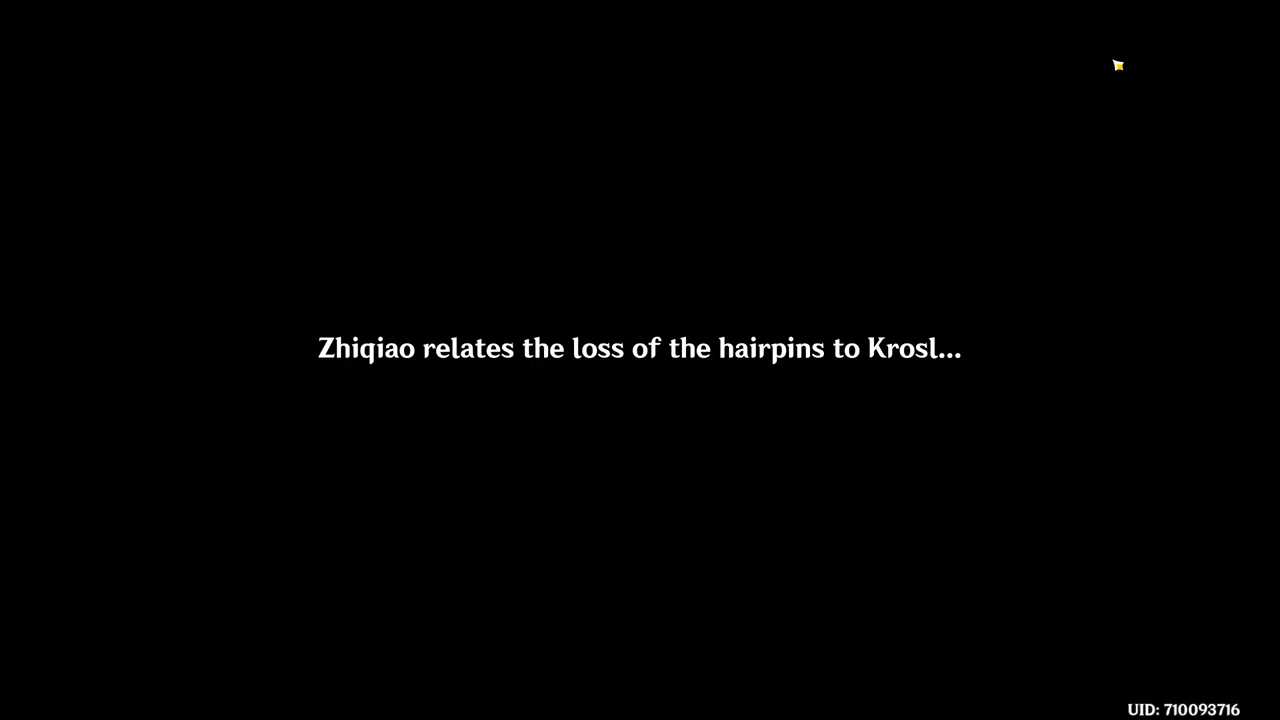 Zhiqiao relates the loss of the hairpins to Krosl...
UID: 710093716